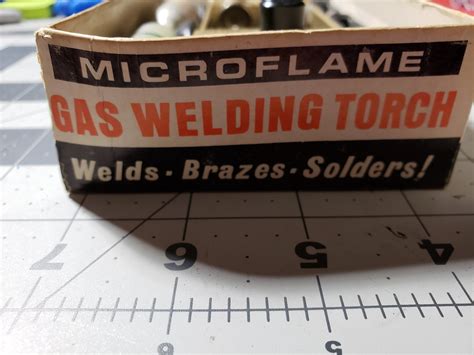 MICROFLAME
GAS WELDING TORCH
Welds · Brazes · Solders!
7 6 5 4